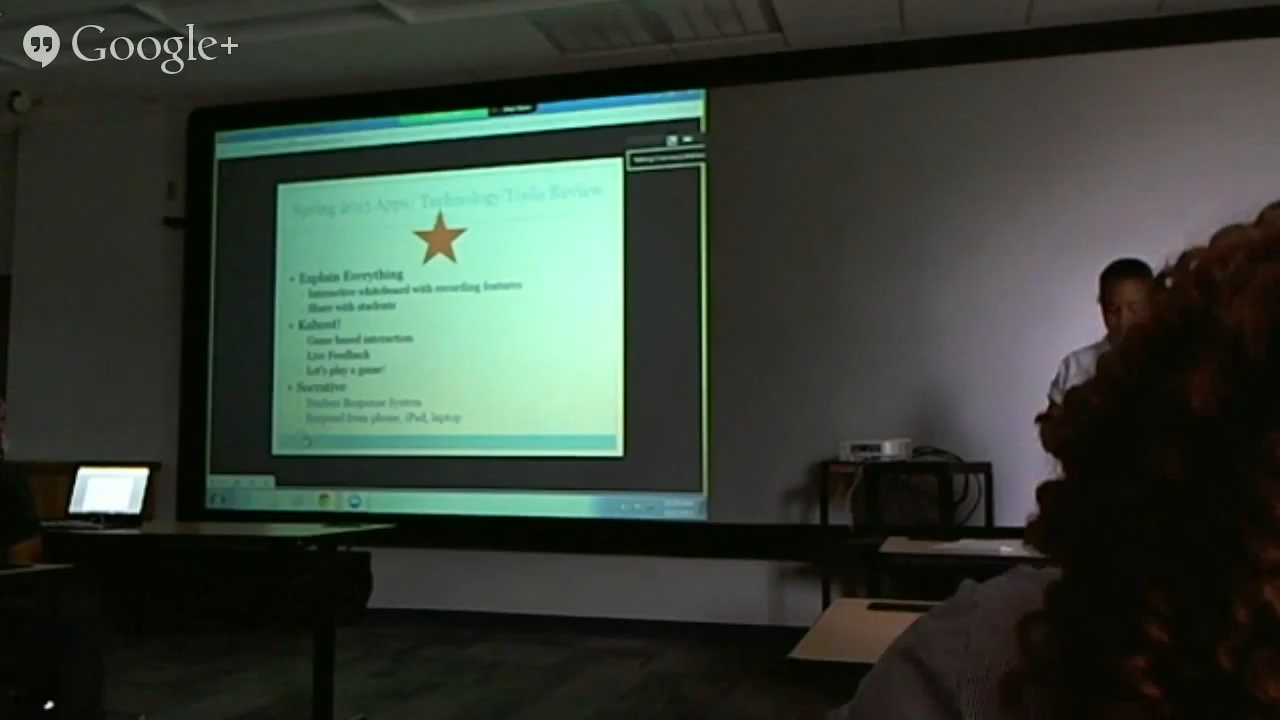 Google+
Spring 2015 Apps/ Technology Tools Review
• Explain Everything
Interactive whiteboard with recording features
Share with students
• Kahoot!
Game based interaction
Live Feedback
Let's play a game!
• Socrative
Student Response System
Respond from phone, iPad, laptop